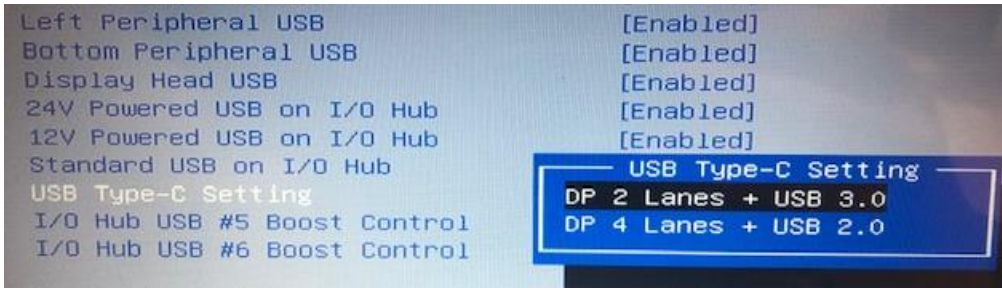 Left Peripheral USB [Enabled]
Bottom Peripheral USB [Enabled]
Display Head USB [Enabled]
24V Powered USB on I/O Hub [Enabled]
12V Powered USB on I/O Hub [Enabled]
Standard USB on I/O Hub
USB Type-C Setting
I/O Hub USB #5 Boost Control
I/O Hub USB #6 Boost Control
USB Type-C Setting
DP 2 Lanes + USB 3.0
DP 4 Lanes + USB 2.0